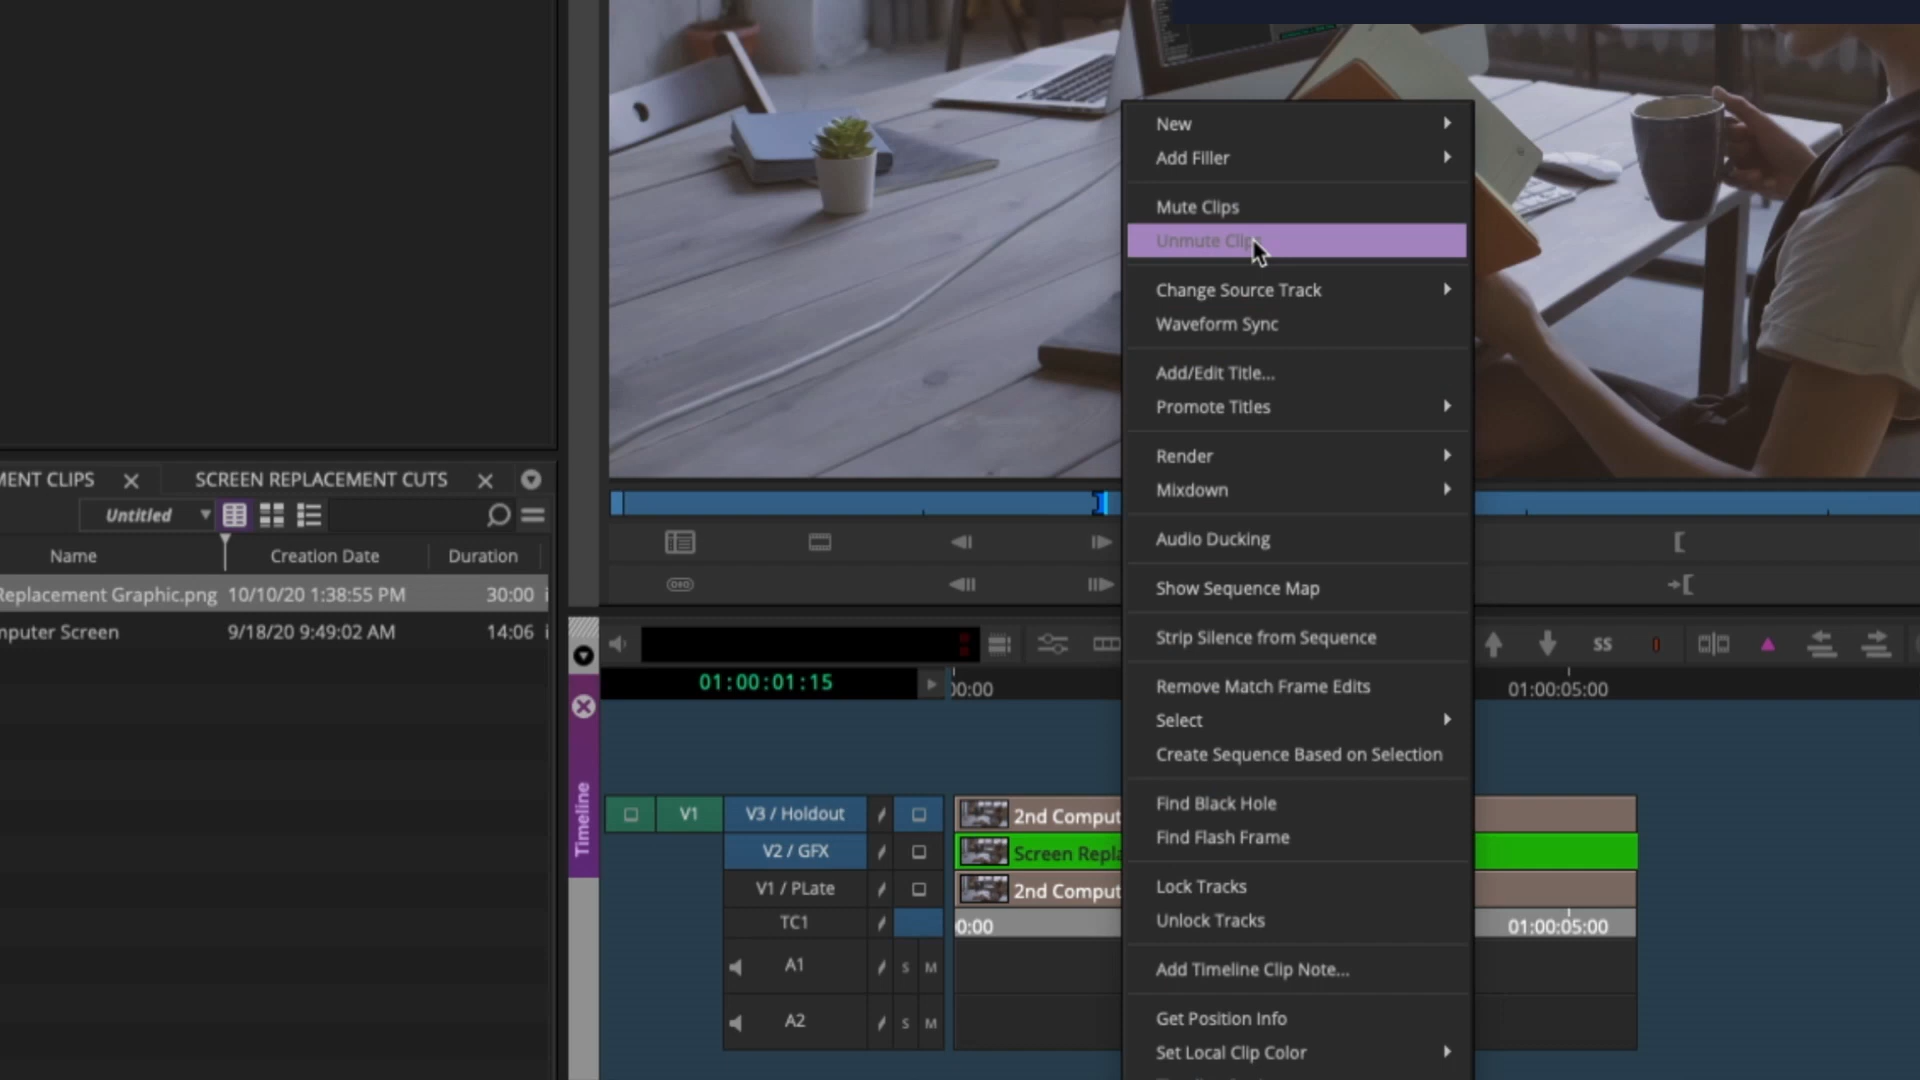 New
Add Filler
Mute Clips
Unmute Clips
Change Source Track
Waveform Sync
Add/Edit Title...
Promote Titles
Render
Mixdown
Audio Ducking
Show Sequence Map
Strip Silence from Sequence
Remove Match Frame Edits
Select
Create Sequence Based on Selection
Find Black Hole
Find Flash Frame
Lock Tracks
Unlock Tracks
Add Timeline Clip Note...
Get Position Info
Set Local Clip Color
MENT CLIPS
SCREEN REPLACEMENT CUTS
Untitled
Name Creation Date Duration
Replacement Graphic.png 10/10/20 1:38:55 PM 30:00
mputer Screen 9/18/20 9:49:02 AM 14:06
Timeline
SS
01:00:01:15
00:00
01:00:05:00
V1 V3 / Holdout
V2 / GFX
V1 / PLate
TC1
A1 S M
A2 S M
2nd Comput
Screen Repla
2nd Comput
0:00
01:00:05:00